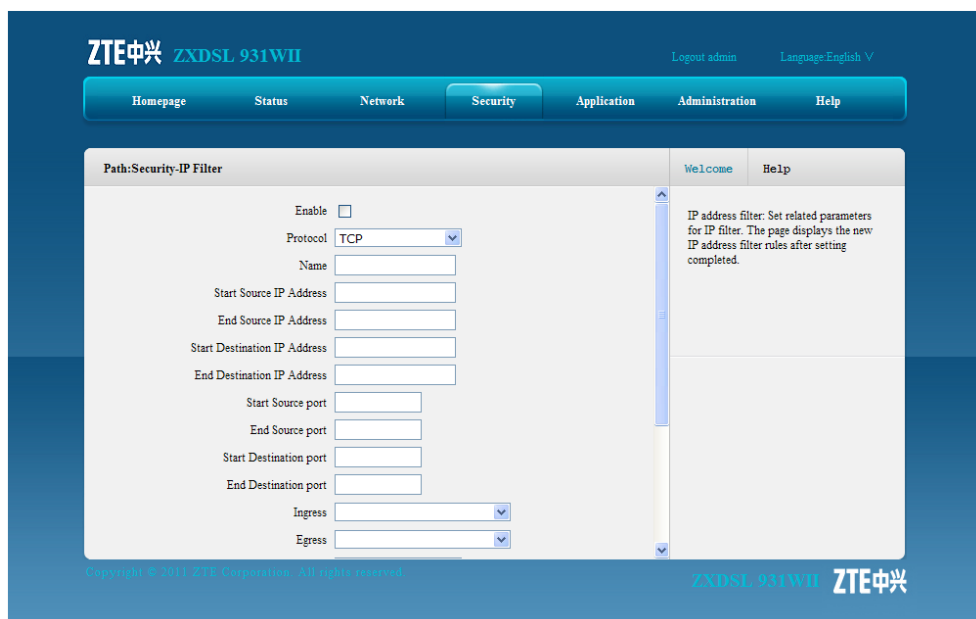 ZTE中兴 ZXDSL 931WII
Logout admin Language:English V
Homepage Status Network Security Application Administration Help
Path:Security-IP Filter
Welcome Help
Enable
Protocol TCP
Name
Start Source IP Address
End Source IP Address
Start Destination IP Address
End Destination IP Address
Start Source port
End Source port
Start Destination port
End Destination port
Ingress
Egress
IP address filter: Set related parameters
for IP filter. The page displays the new
IP address filter rules after setting
completed.
Copyright © 2011 ZTE Corporation. All rights reserved.
ZXDSL 931WII ZTE中兴